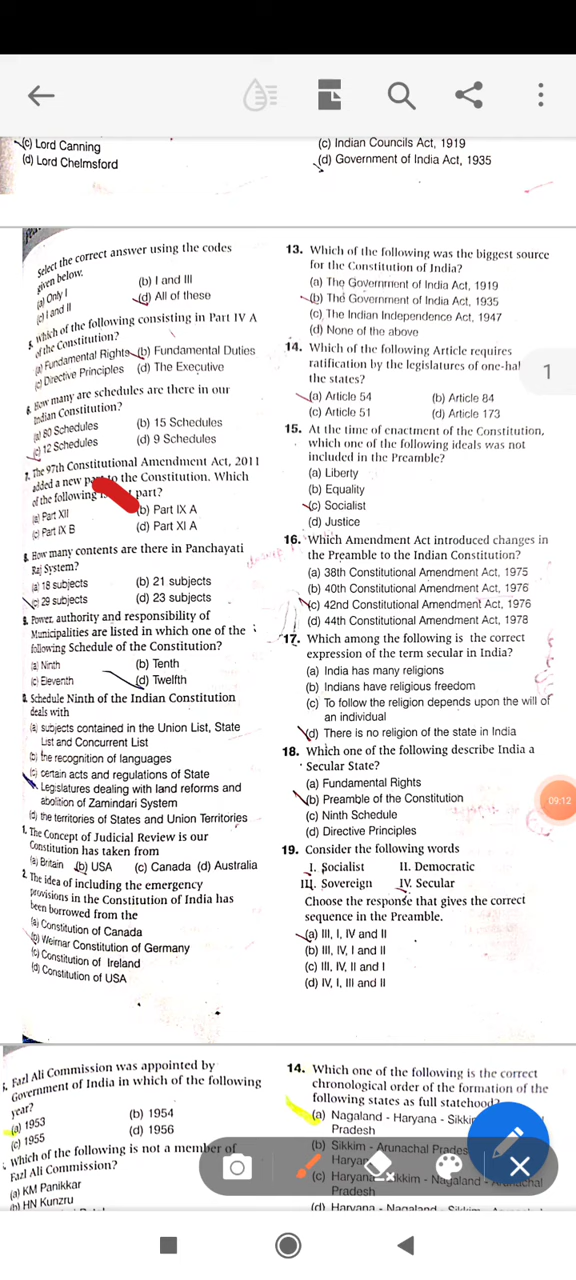 (c) Lord Canning
(d) Lord Chelmsford
(c) Indian Councils Act, 1919
(d) Government of India Act, 1935
Select the correct answer using the codes
given below.
(a) Only I
(b) I and III
(c) I and II
(d) All of these
5. Which of the following consisting in Part IV A
of the Constitution?
(a) Fundamental Rights (b) Fundamental Duties
(c) Directive Principles (d) The Executive
6. How many are schedules are there in our
Indian Constitution?
(a) 80 Schedules
(b) 15 Schedules
(c) 12 Schedules
(d) 9 Schedules
7. The 97th Constitutional Amendment Act, 2011
added a new part to the Constitution. Which
of the following part?
(a) Part XII
(b) Part IX A
(c) Part IX B
(d) Part XI A
8. How many contents are there in Panchayati
Raj System?
(a) 18 subjects
(b) 21 subjects
(c) 29 subjects
(d) 23 subjects
9. Power, authority and responsibility of
Municipalities are listed in which one of the
following Schedule of the Constitution?
(a) Ninth
(b) Tenth
(c) Eleventh
(d) Twelfth
Schedule Ninth of the Indian Constitution
deals with
(a) subjects contained in the Union List, State
List and Concurrent List
(b) the recognition of languages
(c) certain acts and regulations of State
Legislatures dealing with land reforms and
abolition of Zamindari System
(d) the territories of States and Union Territories
1. The Concept of Judicial Review is our
Constitution has taken from
(a) Britain (b) USA (c) Canada (d) Australia
2. The idea of including the emergency
provisions in the Constitution of India has
been borrowed from the
(a) Constitution of Canada
(b) Weimar Constitution of Germany
(c) Constitution of Ireland
(d) Constitution of USA
13. Which of the following was the biggest source
for the Constitution of India?
(a) The Government of India Act, 1919
(b) The Government of India Act, 1935
(c) The Indian Independence Act, 1947
(d) None of the above
14. Which of the following Article requires
ratification by the legislatures of one-hal
the states?
(a) Article 54
(b) Article 84
(c) Article 51
(d) Article 173
15. At the time of enactment of the Constitution,
which one of the following ideals was not
included in the Preamble?
(a) Liberty
(b) Equality
(c) Socialist
(d) Justice
16. Which Amendment Act introduced changes in
the Preamble to the Indian Constitution?
(a) 38th Constitutional Amendment Act, 1975
(b) 40th Constitutional Amendment Act, 1976
(c) 42nd Constitutional Amendment Act, 1976
(d) 44th Constitutional Amendment Act, 1978
17. Which among the following is the correct
expression of the term secular in India?
(a) India has many religions
(b) Indians have religious freedom
(c) To follow the religion depends upon the will of
an individual
(d) There is no religion of the state in India
18. Which one of the following describe India a
Secular State?
(a) Fundamental Rights
(b) Preamble of the Constitution
(c) Ninth Schedule
(d) Directive Principles
19. Consider the following words
I. Socialist
II. Democratic
III. Sovereign
IV. Secular
Choose the response that gives the correct
sequence in the Preamble.
(a) III, I, IV and II
(b) III, IV, I and II
(c) III, IV, II and I
(d) IV, I, III and II
1
09:12
Fazl Ali Commission was appointed by
Government of India in which of the following
year?
(a) 1953
(b) 1954
(c) 1955
(d) 1956
Which of the following is not a member of
Fazl Ali Commission?
(a) KM Panikkar
(b) HN Kunzru
14. Which one of the following is the correct
chronological order of the formation of the
following states as full statehood?
(a) Nagaland - Haryana - Sikkim
Pradesh
(b) Sikkim - Arunachal Prades
Haryan
(c) Haryana - Sikkim - Nagaland - Arunachal
Pradesh
(d) Haryana - Nagaland - Sikkim